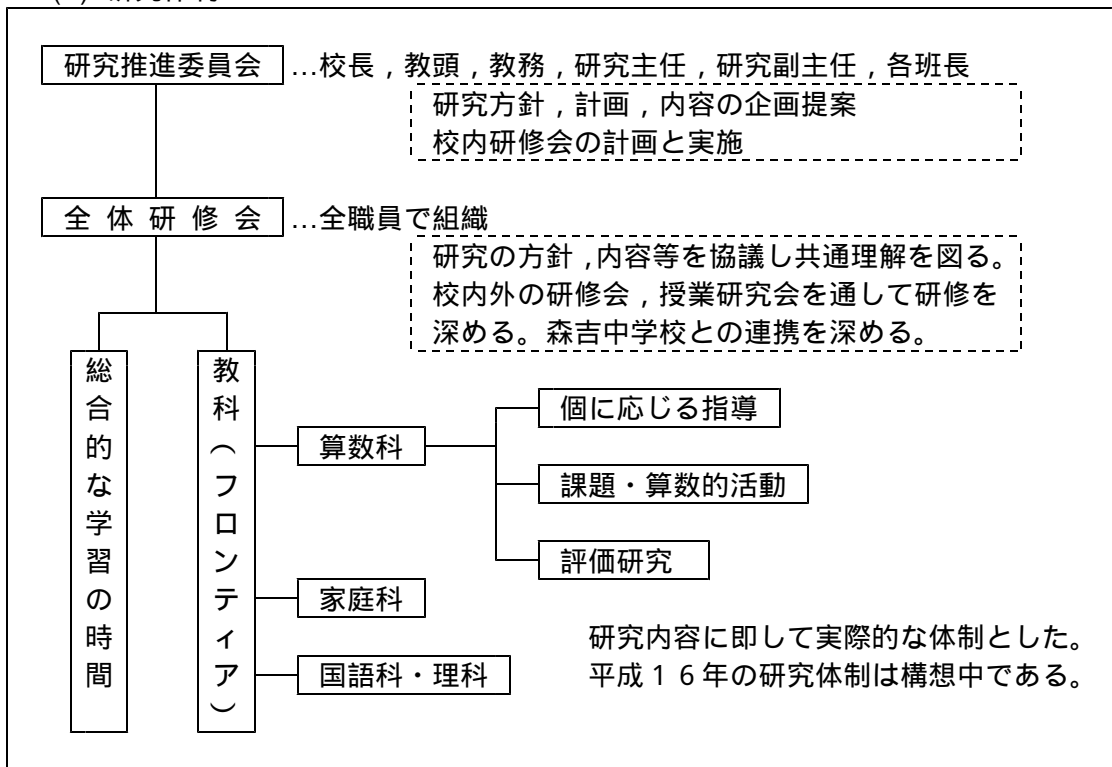 研究推進委員会 …校長，教頭，教務，研究主任，研究副主任，各班長
研究方針，計画，内容の企画提案
校内研修会の計画と実施
全体研修会 …全職員で組織
研究の方針，内容等を協議し共通理解を図る。
校内外の研修会，授業研究会を通して研修を
深める。森吉中学校との連携を深める。
総合的な学習の時間
教科（フロンティア）
算数科
個に応じる指導
課題・算数的活動
評価研究
家庭科
国語科・理科
研究内容に即して実際的な体制とした。
平成１６年の研究体制は構想中である。